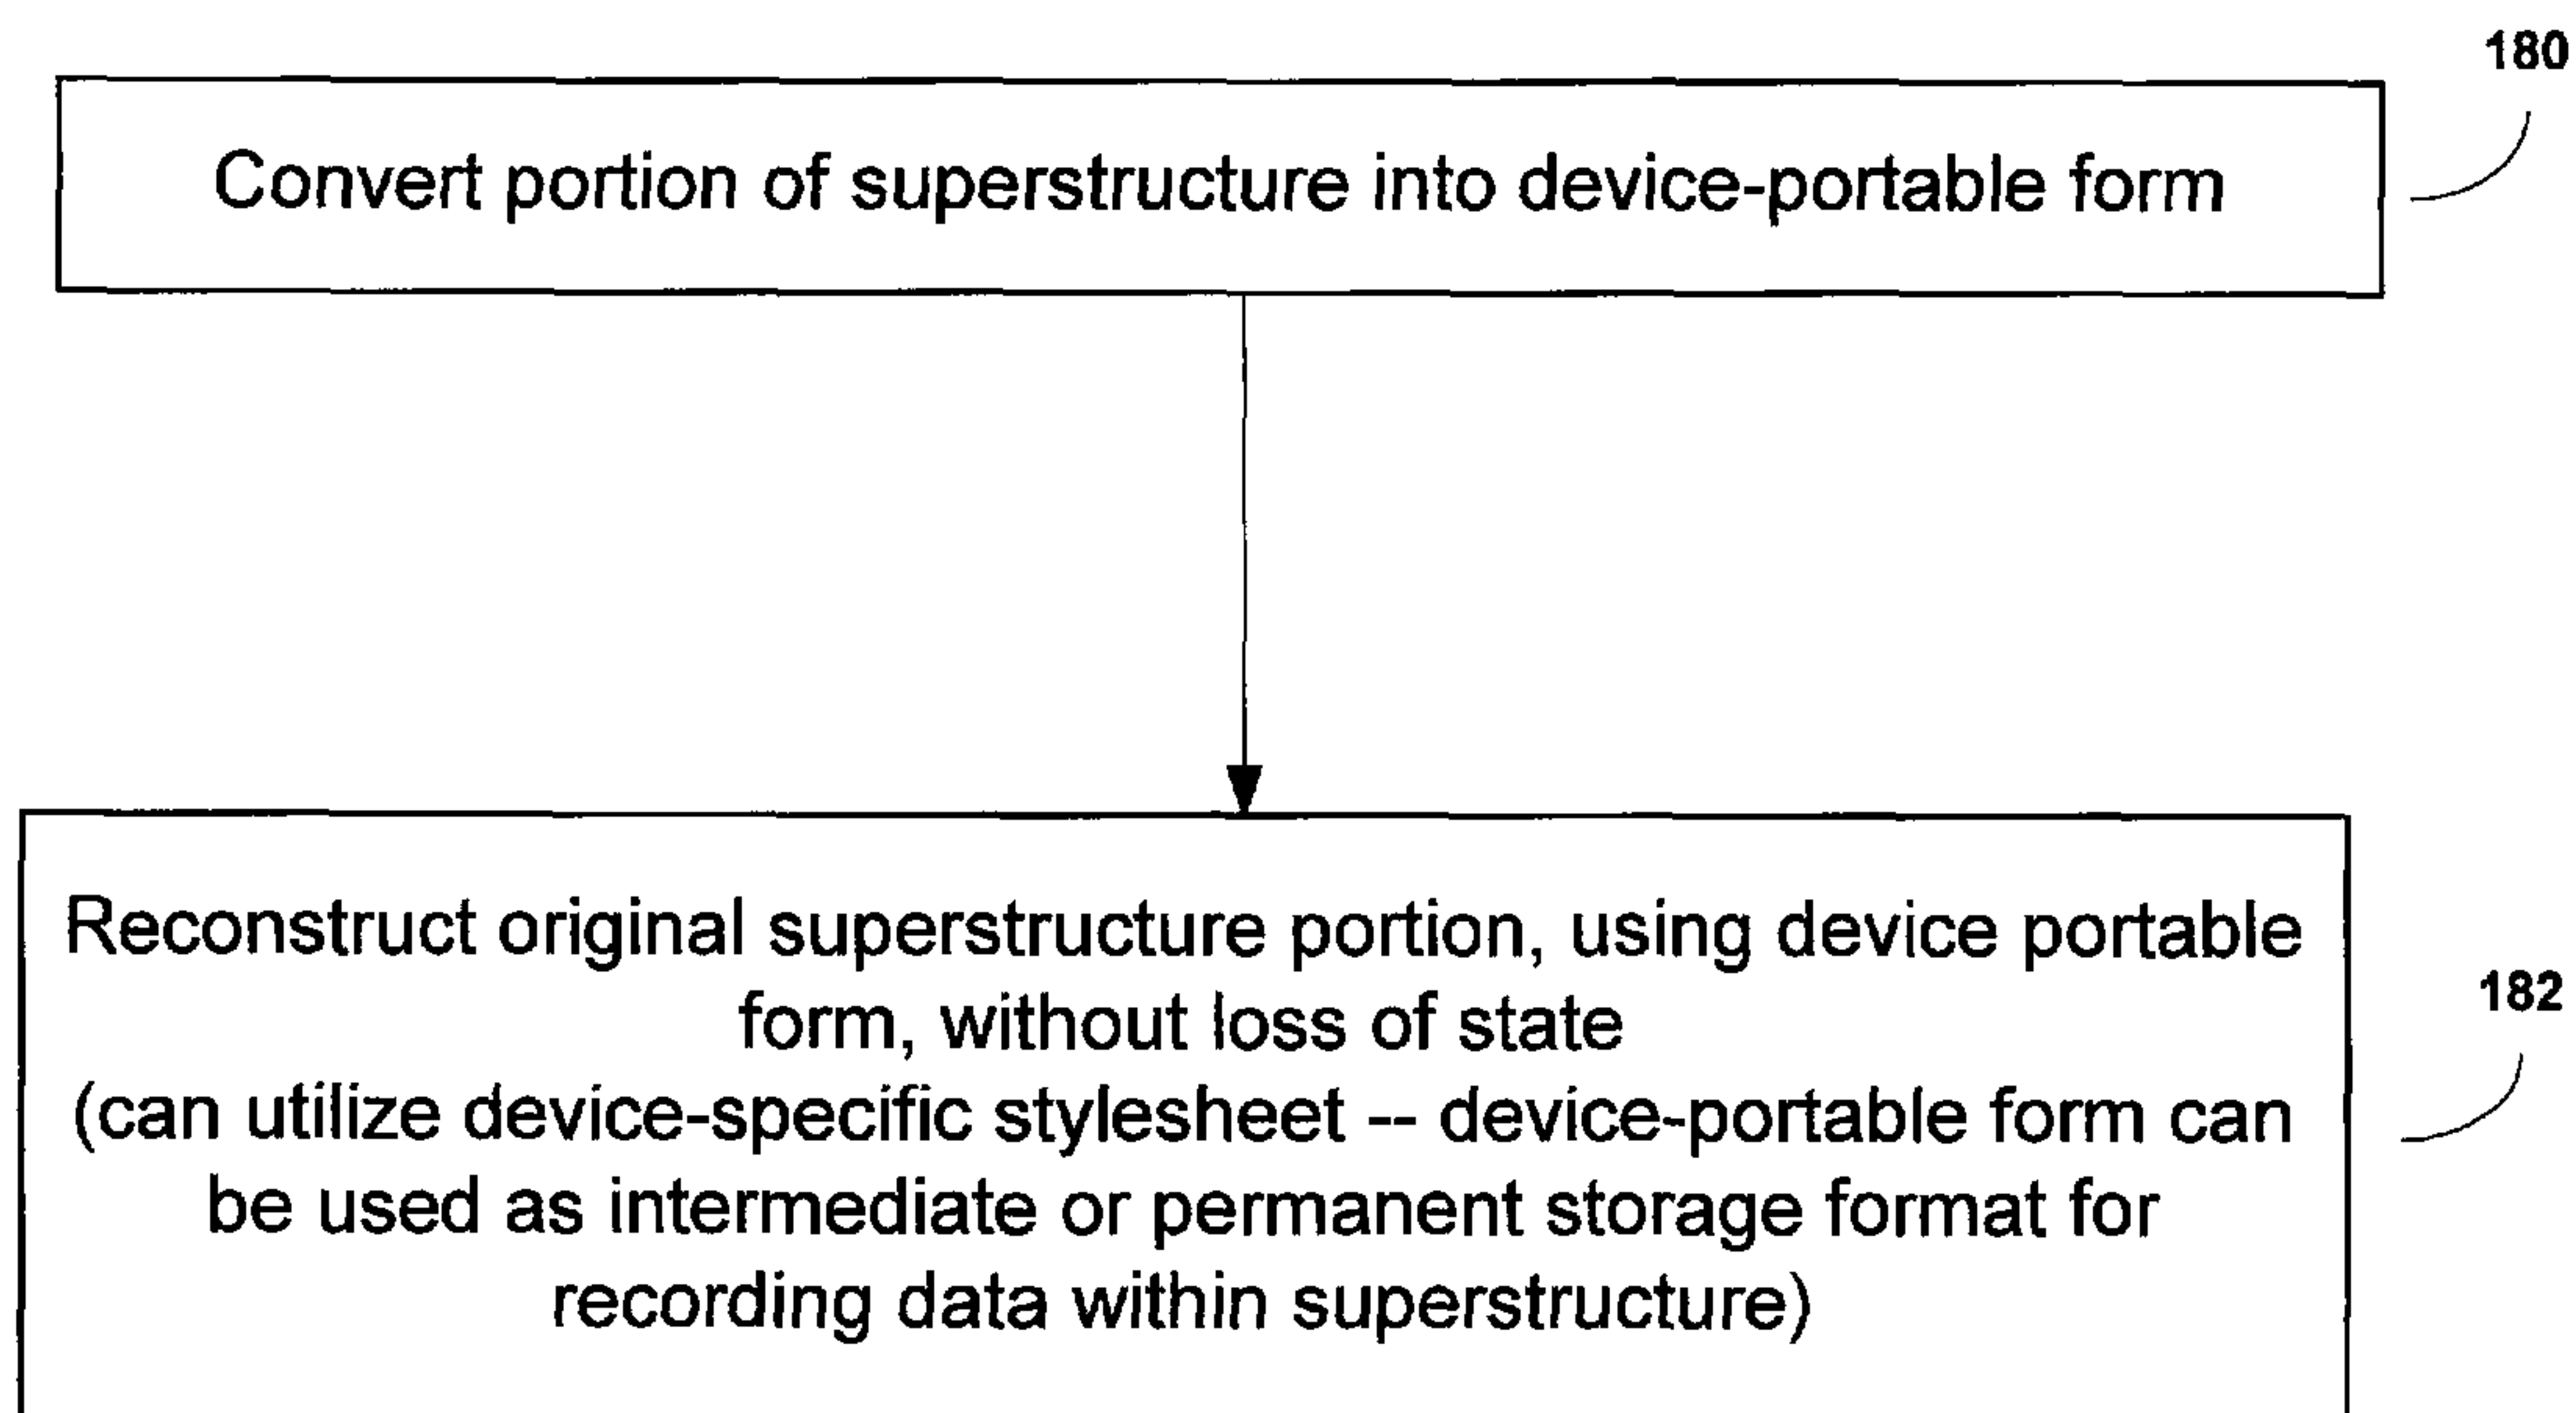 180
Convert portion of superstructure into device-portable form
Reconstruct original superstructure portion, using device portable
form, without loss of state
182
(can utilize device-specific stylesheet -- device-portable form can
be used as intermediate or permanent storage format for
recording data within superstructure)